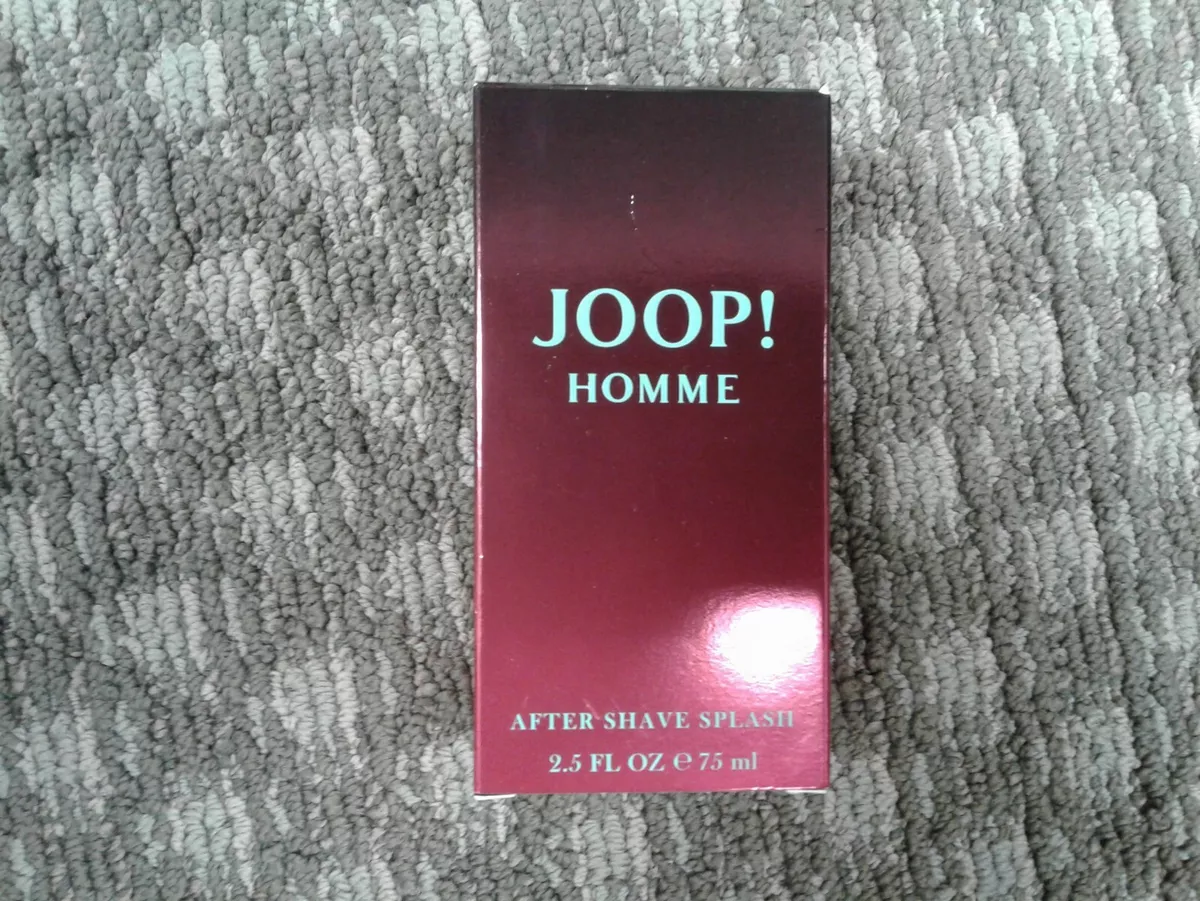 JOOP!
HOMME
AFTER SHAVE SPLASH
2.5 FL OZ ℮ 75 ml